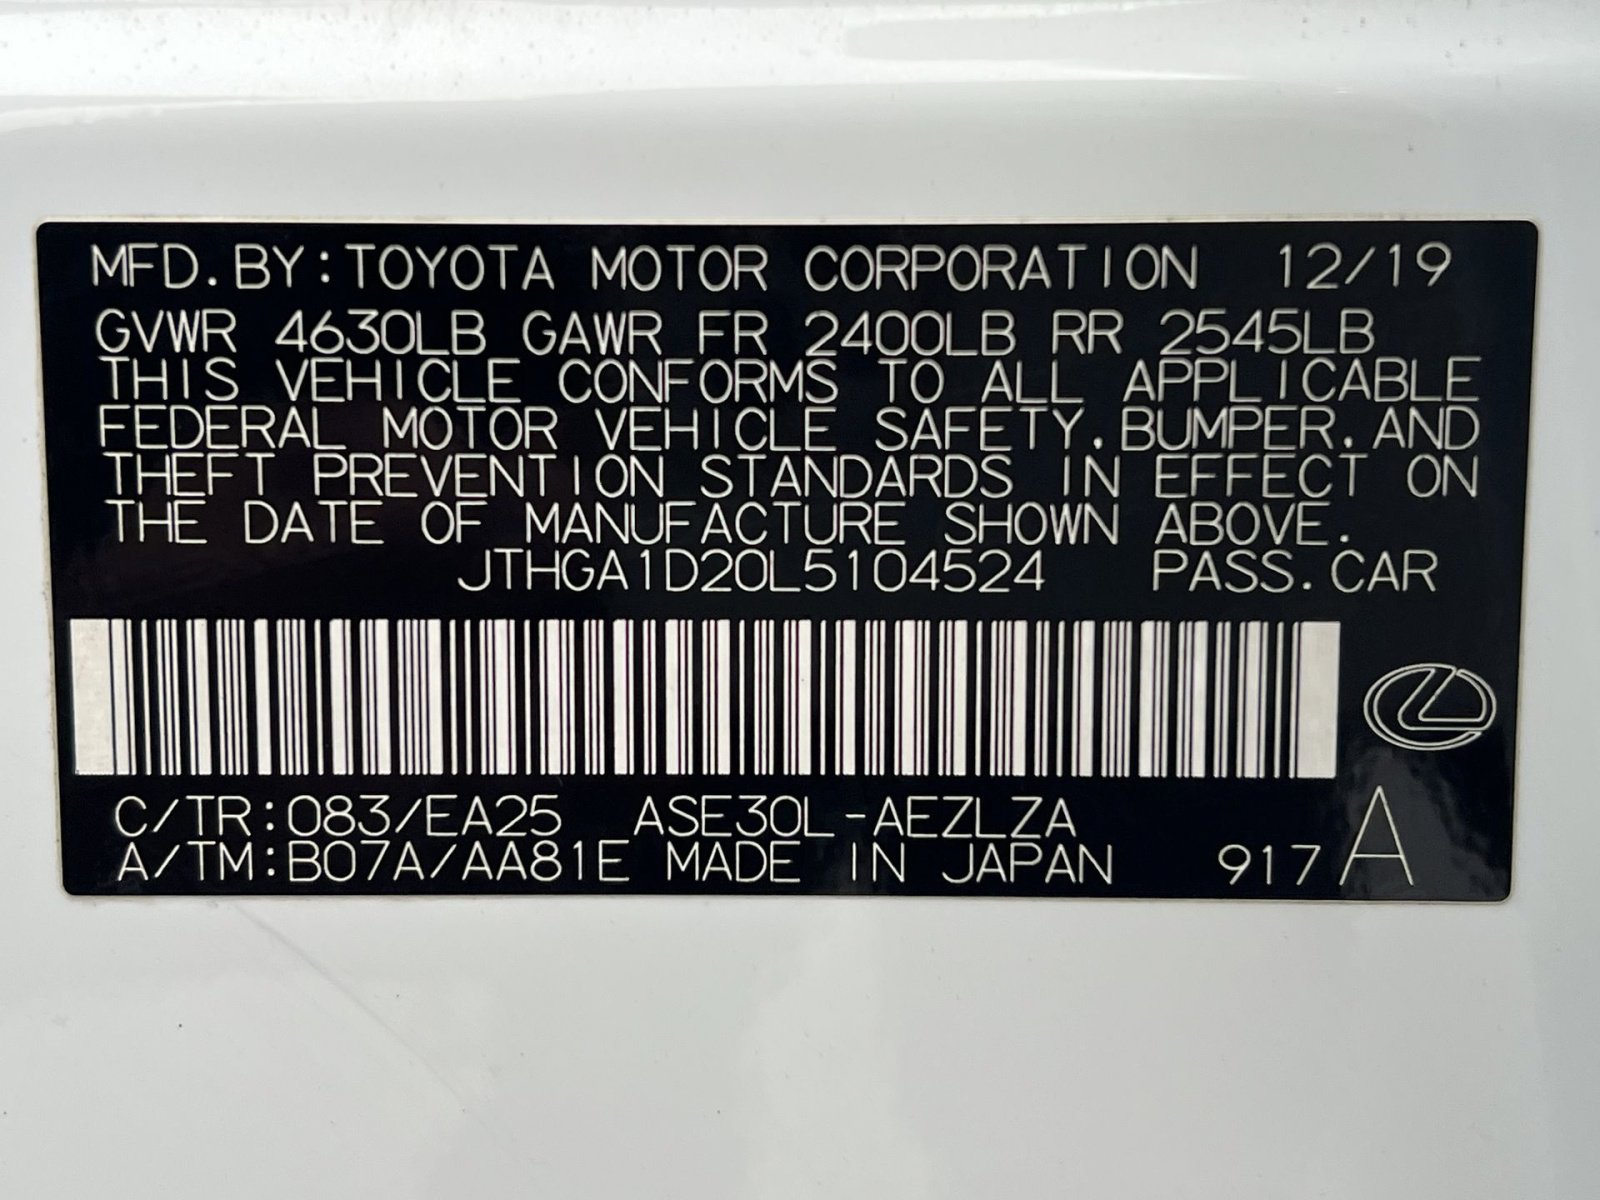 MFD.BY:TOYOTA MOTOR CORPORATION 12/19
GVWR 4630LB GAWR FR 2400LB RR 2545LB
THIS VEHICLE CONFORMS TO ALL APPLICABLE
FEDERAL MOTOR VEHICLE SAFETY.BUMPER.AND
THEFT PREVENTION STANDARDS IN EFFECT ON
THE DATE OF MANUFACTURE SHOWN ABOVE.
JTHGA1D20L5104524 PASS.CAR
C/TR:083/EA25 ASE30L-AEZLZA
A/TM:B07A/AA81E MADE IN JAPAN 917 A